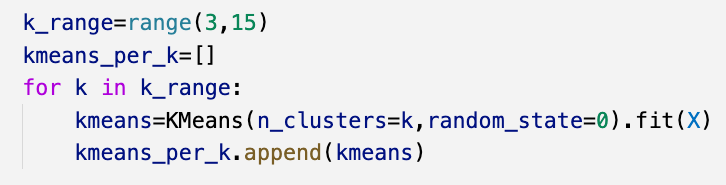 k_range=range(3,15)
kmeans_per_k=[]
for k in k_range:
    kmeans=KMeans(n_clusters=k,random_state=0).fit(X)
    kmeans_per_k.append(kmeans)